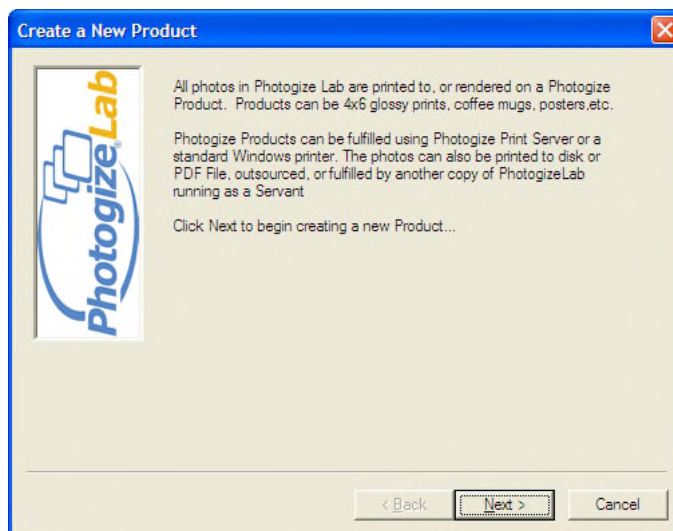 Create a New Product
PhotogizeLab
All photos in Photogize Lab are printed to, or rendered on a Photogize
Product. Products can be 4x6 glossy prints, coffee mugs, posters,etc.
Photogize Products can be fulfilled using Photogize Print Server or a
standard Windows printer. The photos can also be printed to disk or
PDF File, outsourced, or fulfilled by another copy of PhotogizeLab
running as a Servant
Click Next to begin creating a new Product...
< Back
Next >
Cancel